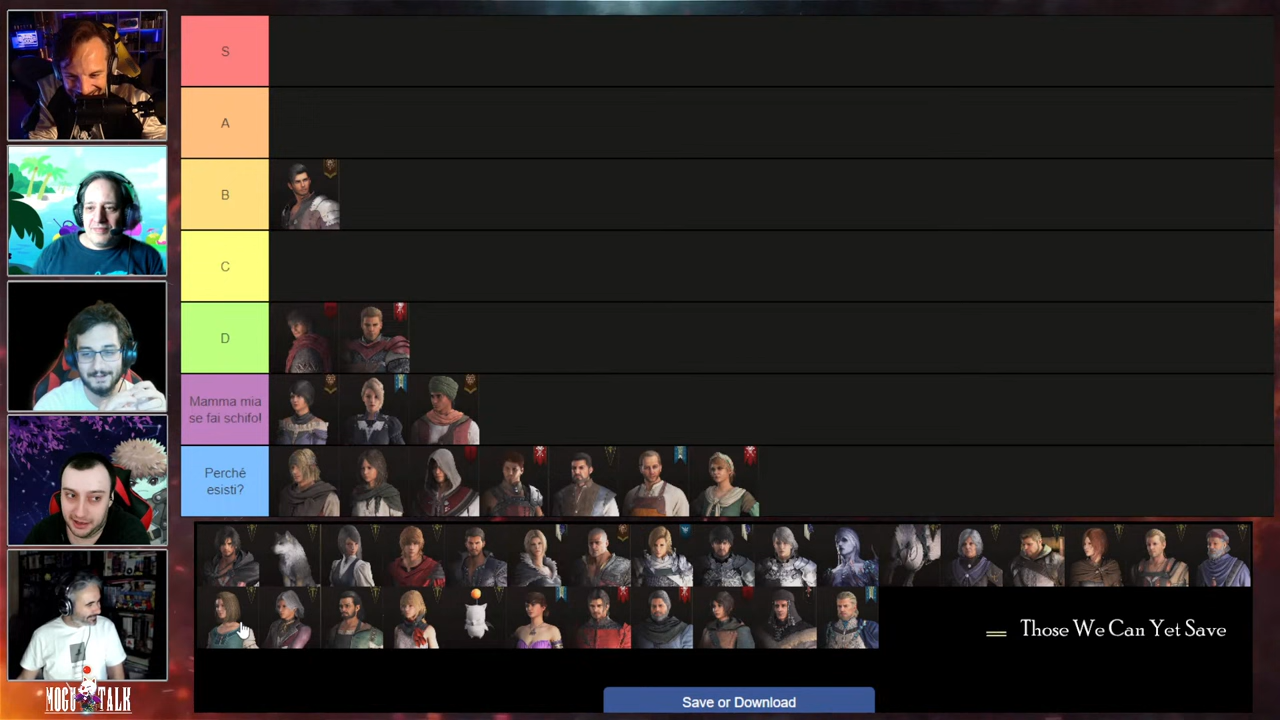 S
A
B
C
D
Mamma mia
se fai schifo!
Perché
esisti?
Those We Can Yet Save
Save or Download
MOGU TALK